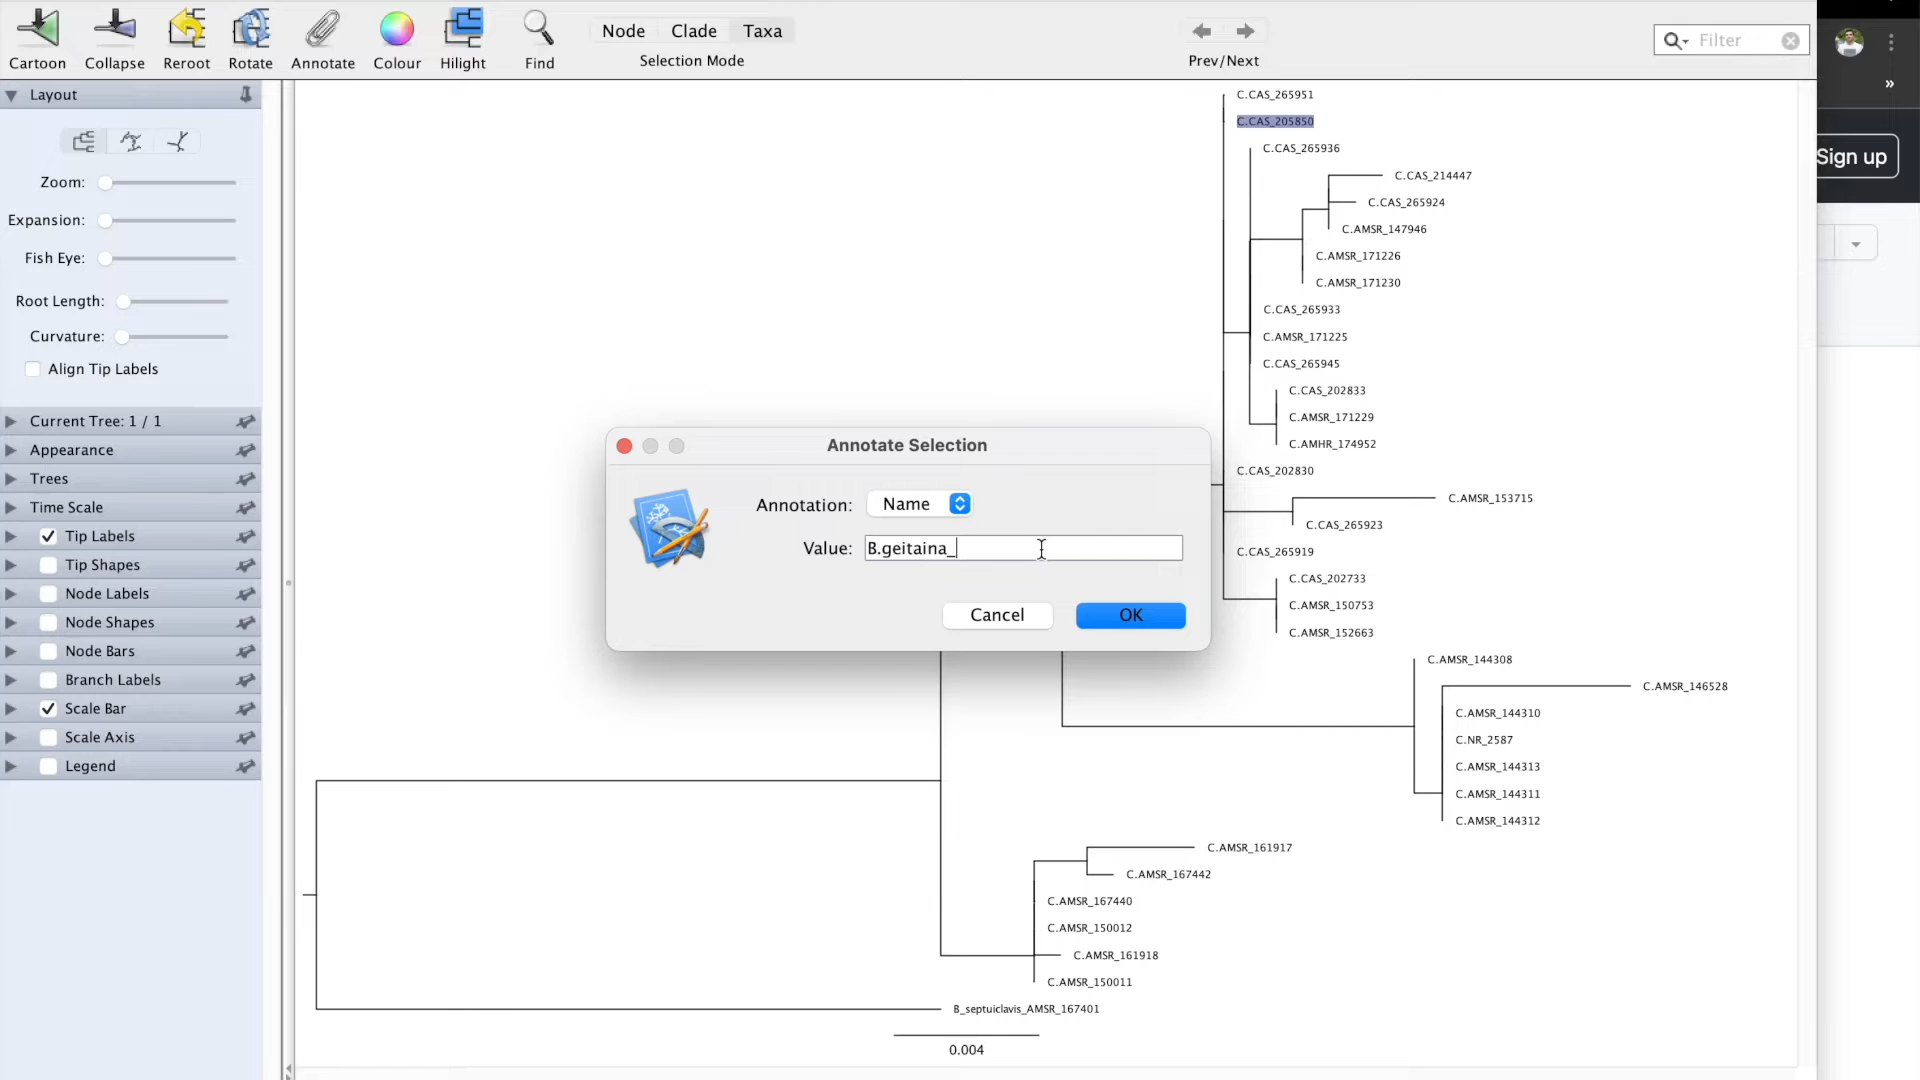 Cartoon Collapse Reroot Rotate Annotate Colour Hilight Find
Node Clade Taxa
Selection Mode
Prev/Next
Filter
»
Sign up
Layout
Zoom:
Expansion:
Fish Eye:
Root Length:
Curvature:
Align Tip Labels
Current Tree: 1 / 1
Appearance
Trees
Time Scale
Tip Labels
Tip Shapes
Node Labels
Node Shapes
Node Bars
Branch Labels
Scale Bar
Scale Axis
Legend
Annotate Selection
Annotation: Name
Value: B.geitaina_
Cancel OK
C.CAS_265951
C.CAS_205850
C.CAS_265936
C.CAS_214447
C.CAS_265924
C.AMSR_147946
C.AMSR_171226
C.AMSR_171230
C.CAS_265933
C.AMSR_171225
C.CAS_265945
C.CAS_202833
C.AMSR_171229
C.AMHR_174952
C.CAS_202830
C.AMSR_153715
C.CAS_265923
C.CAS_265919
C.CAS_202733
C.AMSR_150753
C.AMSR_152663
C.AMSR_144308
C.AMSR_146528
C.AMSR_144310
C.NR_2587
C.AMSR_144313
C.AMSR_144311
C.AMSR_144312
C.AMSR_161917
C.AMSR_167442
C.AMSR_167440
C.AMSR_150012
C.AMSR_161918
C.AMSR_150011
B_septuiclavis_AMSR_167401
0.004